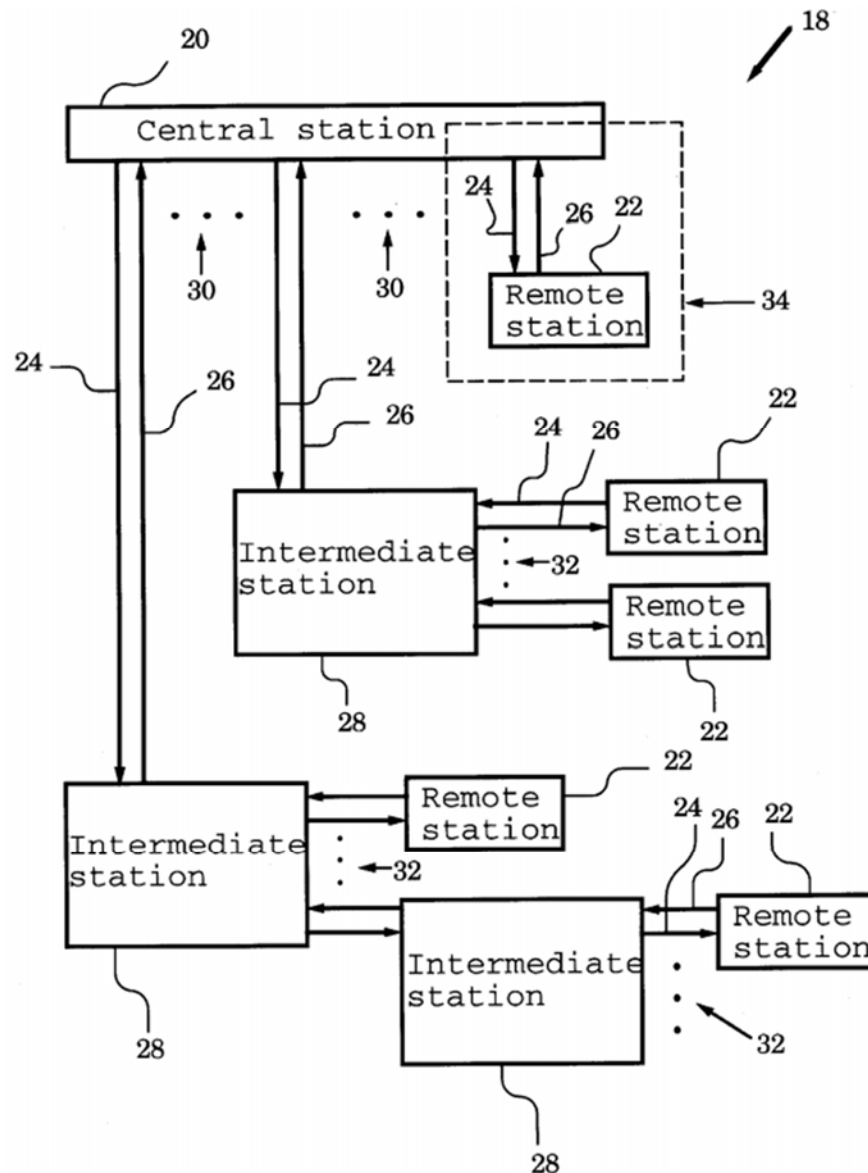 18
20
Central station
24
26
22
30
30
Remote
station
34
24
26
24
26
22
24
26
Remote
station
Intermediate
station
32
Remote
station
28
22
22
Remote
station
24
26
22
Intermediate
station
32
Remote
station
Intermediate
station
28
32
28